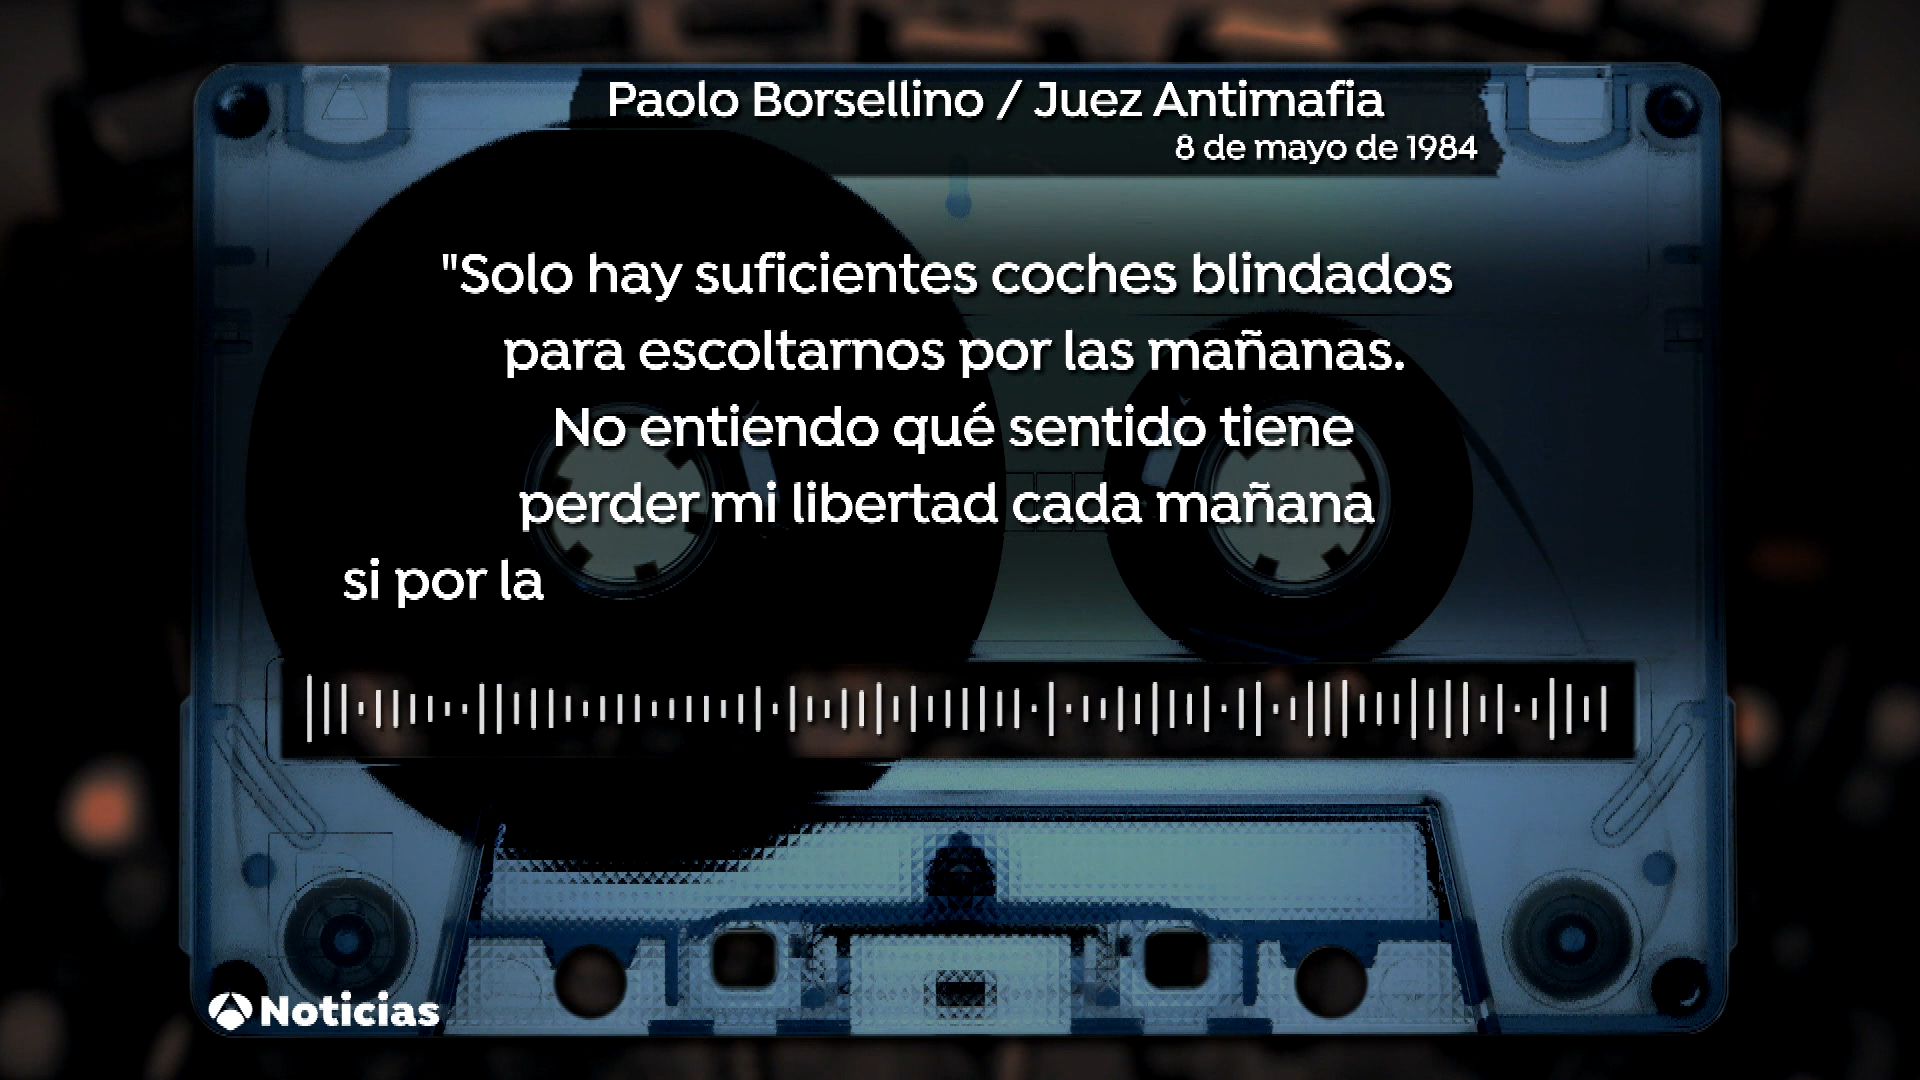 Paolo Borsellino / Juez Antimafia
8 de mayo de 1984
"Solo hay suficientes coches blindados
para escoltarnos por las mañanas.
No entiendo qué sentido tiene
perder mi libertad cada mañana
si por la
Noticias